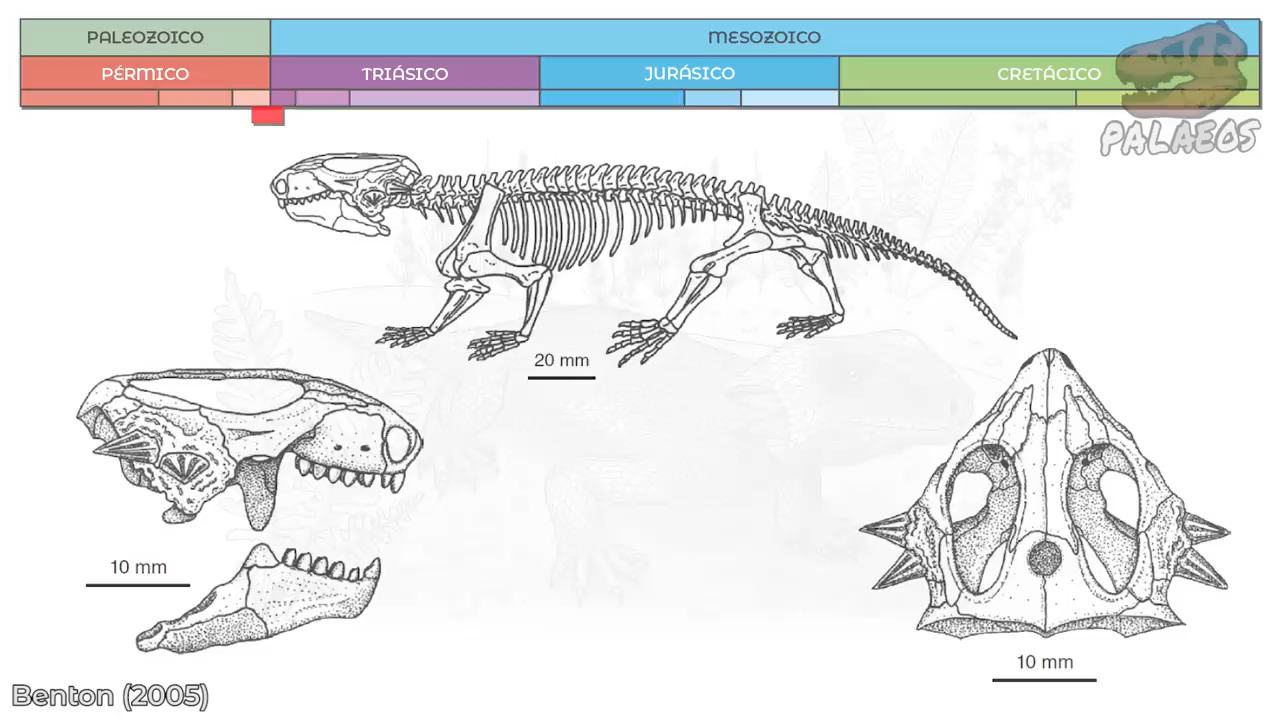 PALEOZOICO
MESOZOICO
PÉRMICO
TRIÁSICO
JURÁSICO
CRETÁCICO
PALAEOS
20 mm
10 mm
10 mm
Benton (2005)